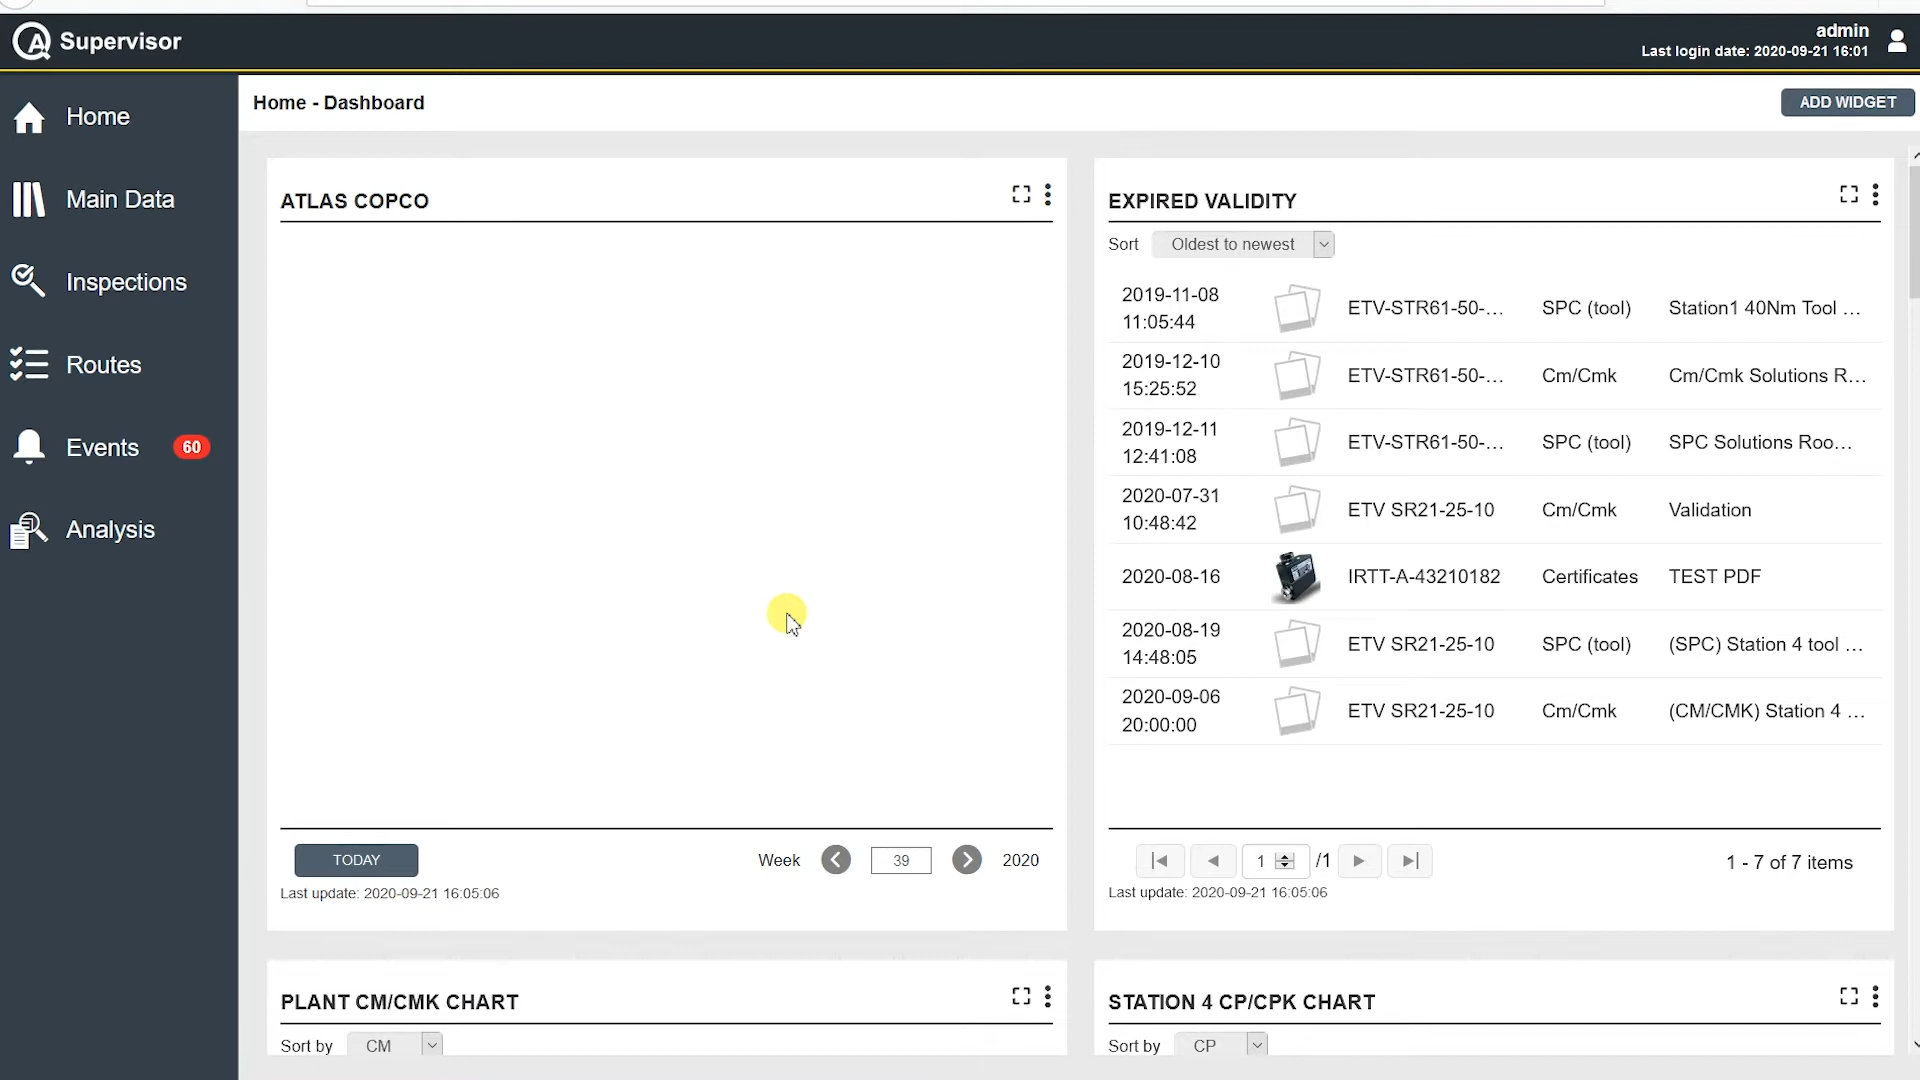 Supervisor
admin
Last login date: 2020-09-21 16:01
Home
Main Data
Inspections
Routes
Events 60
Analysis
Home - Dashboard
ADD WIDGET
ATLAS COPCO
TODAY
Week 39 2020
Last update: 2020-09-21 16:05:06
EXPIRED VALIDITY
Sort Oldest to newest
2019-11-08
11:05:44
ETV-STR61-50-... SPC (tool) Station1 40Nm Tool ...
2019-12-10
15:25:52
ETV-STR61-50-... Cm/Cmk Cm/Cmk Solutions R...
2019-12-11
12:41:08
ETV-STR61-50-... SPC (tool) SPC Solutions Roo...
2020-07-31
10:48:42
ETV SR21-25-10 Cm/Cmk Validation
2020-08-16 IRTT-A-43210182 Certificates TEST PDF
2020-08-19
14:48:05
ETV SR21-25-10 SPC (tool) (SPC) Station 4 tool ...
2020-09-06
20:00:00
ETV SR21-25-10 Cm/Cmk (CM/CMK) Station 4 ...
1 /1 1 - 7 of 7 items
Last update: 2020-09-21 16:05:06
PLANT CM/CMK CHART
Sort by CM
STATION 4 CP/CPK CHART
Sort by CP